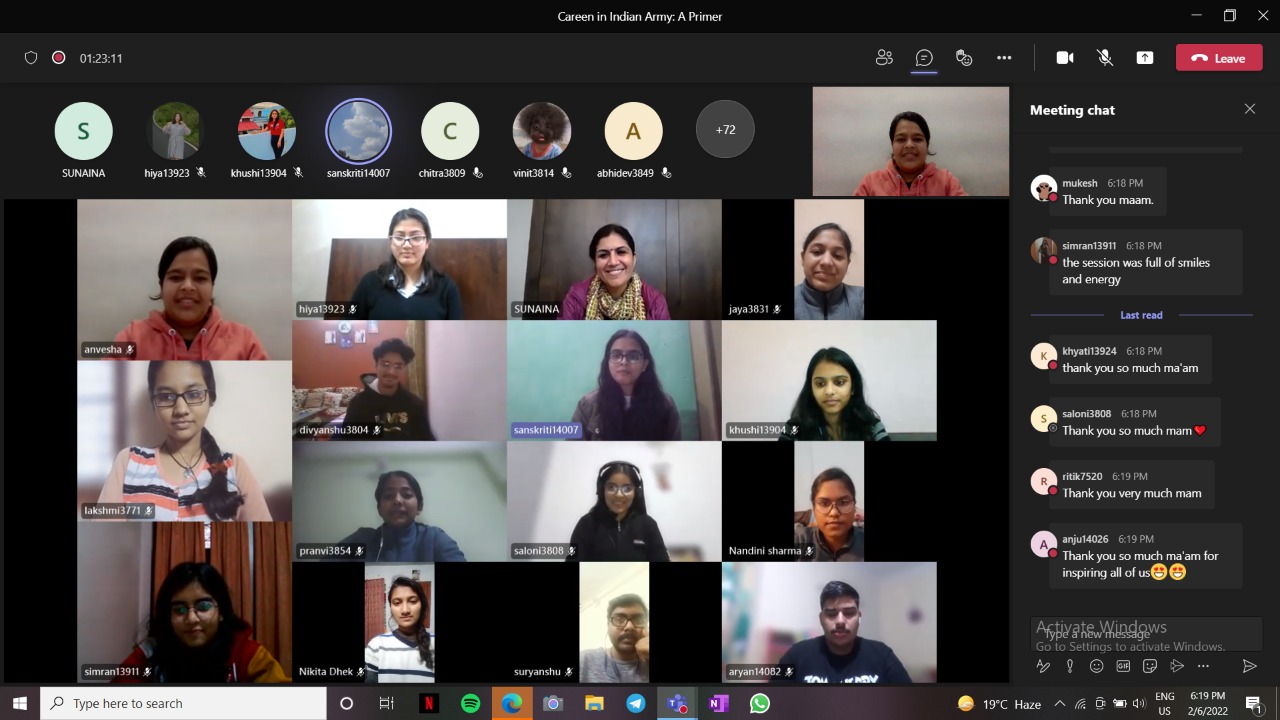 Careen in Indian Army: A Primer
01:23:11
Leave
S
SUNAINA
hiya13923
khushi13904
sanskriti14007
C
chitra3809
vinit3814
A
abhidev3849
+72
anvesha
hiya13923
SUNAINA
jaya3831
lakshmi3771
divyanshu3804
sanskriti14007
khushi13904
pranvi3854
saloni3808
Nandini sharma
simran13911
Nikita Dhek
suryanshu
aryan14082
Meeting chat
mukesh 6:18 PM
Thank you maam.
simran13911 6:18 PM
the session was full of smiles
and energy
Last read
K
khyati13924 6:18 PM
thank you so much ma'am
S
saloni3808 6:18 PM
Thank you so much mam❤
R
ritik7520 6:19 PM
Thank you very much mam
A
anju14026 6:19 PM
Thank you so much ma'am for
inspiring all of us😍😍
Activate Windows
Type a new message
Go to Settings to activate Windows.
GIF
Type here to search
19°C Haze
ENG
US
6:19 PM
2/6/2022
1